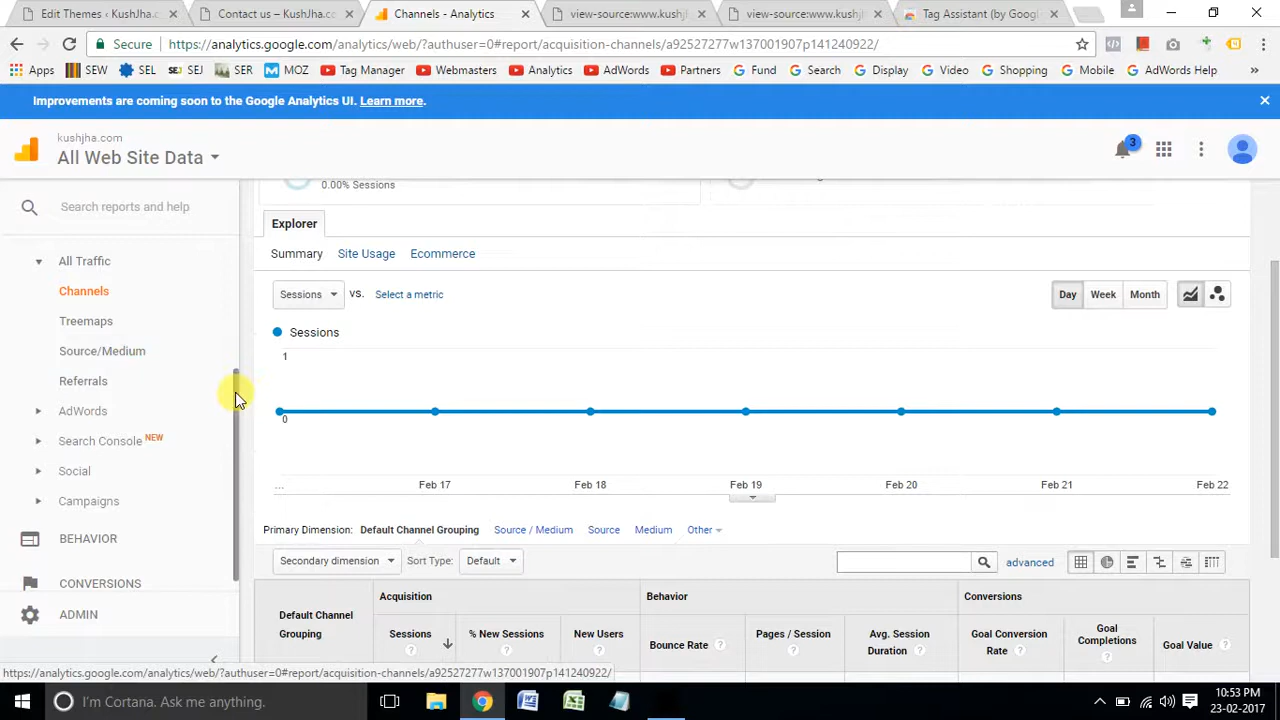 Edit Themes ‹ KushJha.c
Contact us – KushJha.co
Channels - Analytics
view-source:www.kushj
view-source:www.kushj
Tag Assistant (by Googl
Secure
https://analytics.google.com/analytics/web/?authuser=0#report/acquisition-channels/a92527277w137001907p141240922/
Apps
SEW
SEL
SEJ
SER
MOZ
Tag Manager
Webmasters
Analytics
AdWords
Partners
Fund
Search
Display
Video
Shopping
Mobile
AdWords Help
»
Improvements are coming soon to the Google Analytics UI. Learn more.
kushjha.com
All Web Site Data
3
Search reports and help
0.00% Sessions
All Traffic
Channels
Treemaps
Source/Medium
Referrals
AdWords
Search Console NEW
Social
Campaigns
BEHAVIOR
CONVERSIONS
ADMIN
Explorer
Summary
Site Usage
Ecommerce
Sessions
VS.
Select a metric
Day
Week
Month
Sessions
1
0
...
Feb 17
Feb 18
Feb 19
Feb 20
Feb 21
Feb 22
Primary Dimension:
Default Channel Grouping
Source / Medium
Source
Medium
Other
Secondary dimension
Sort Type:
Default
advanced
Default Channel
Grouping
Acquisition
Behavior
Conversions
Sessions
% New Sessions
New Users
Bounce Rate
Pages / Session
Avg. Session
Duration
Goal Conversion
Rate
Goal
Completions
Goal Value
https://analytics.google.com/analytics/web/?authuser=0#report/acquisition-channels/a92527277w137001907p141240922/
I'm Cortana. Ask me anything.
10:53 PM
23-02-2017